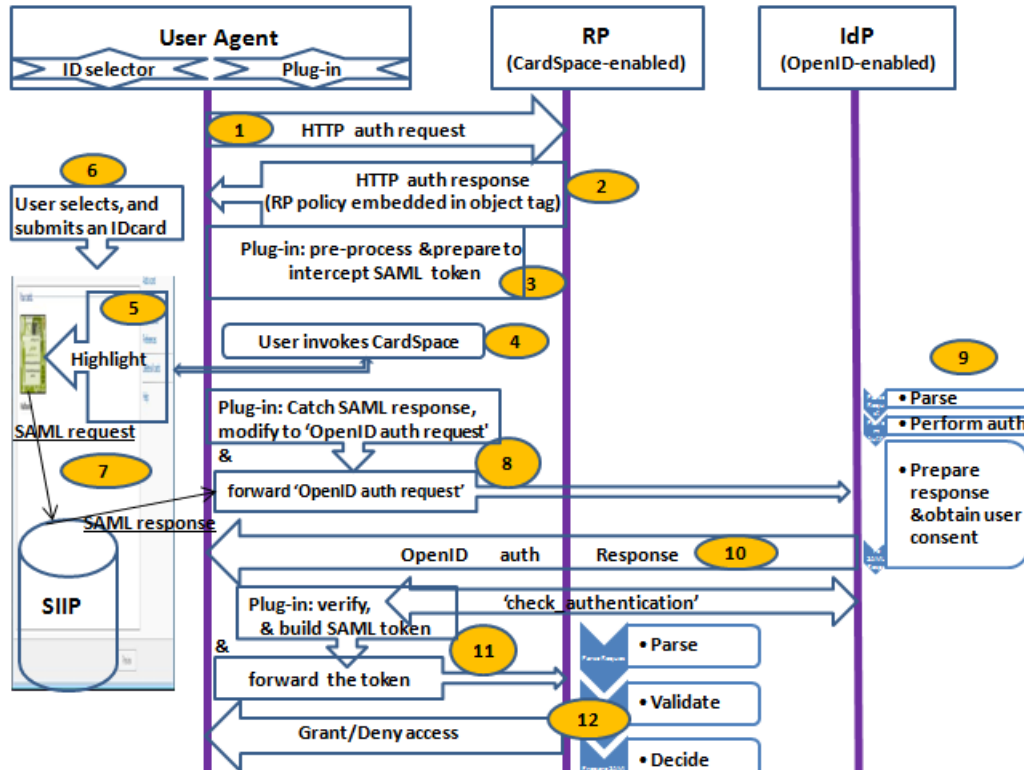 User Agent
ID selector
Plug-in
RP
(CardSpace-enabled)
IdP
(OpenID-enabled)
1
HTTP auth request
6
User selects, and
submits an IDcard
HTTP auth response
(RP policy embedded in object tag)
2
Plug-in: pre-process &prepare to
intercept SAML token
3
5
Highlight
User invokes CardSpace
4
9
• Parse
• Perform auth
• Prepare
response
&obtain user
consent
SAML request
7
Plug-in: Catch SAML response,
modify to ‘OpenID auth request'
&
8
forward ‘OpenID auth request’
SAML response
OpenID auth Response
10
SIIP
Plug-in: verify,
& build SAML token
‘check_authentication’
&
11
forward the token
• Parse
• Validate
• Decide
12
Grant/Deny access